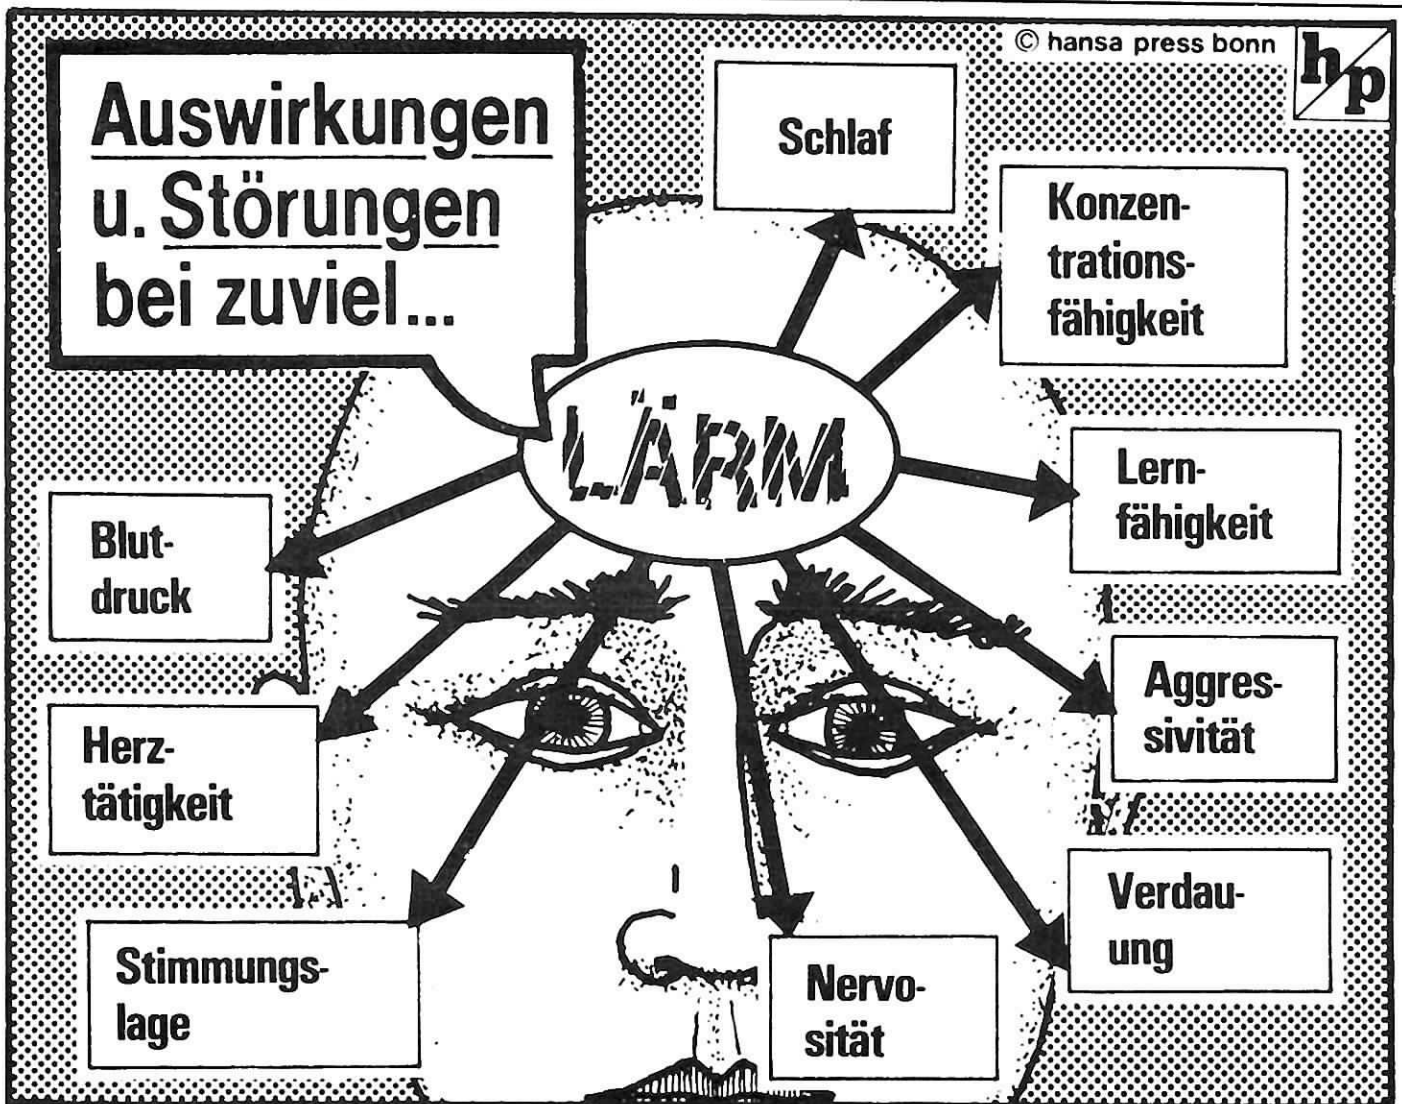 © hansa press bonn
hp
Auswirkungen
u. Störungen
bei zuviel...
LÄRM
Schlaf
Konzen-
trations-
fähigkeit
Lern-
fähigkeit
Aggres-
sivität
Verdau-
ung
Nervo-
sität
Stimmungs-
lage
Herz-
tätigkeit
Blut-
druck